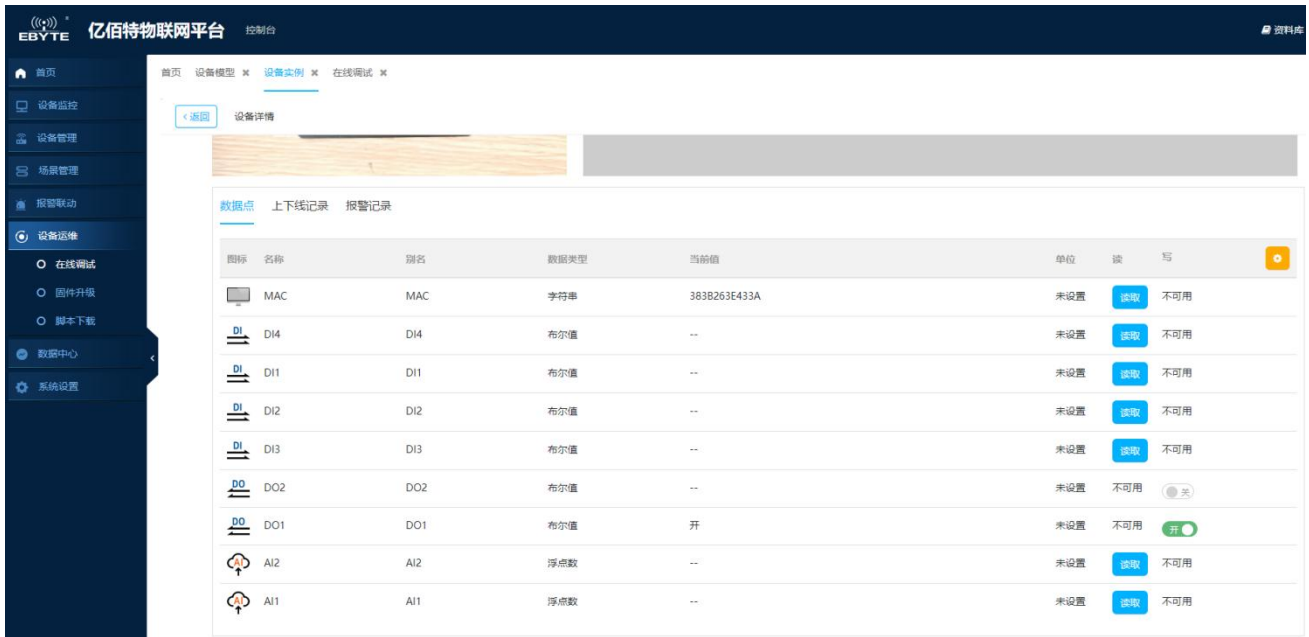 EBYTE 亿佰特物联网平台 控制台 资料库
首页
设备监控
设备管理
场景管理
报警联动
设备运维
在线调试
固件升级
脚本下载
数据中心
系统设置
首页 设备模型 × 设备实例 × 在线调试 ×
<返回 设备详情
数据点 上下线记录 报警记录
图标 名称 别名 数据类型 当前值 单位 读 写
MAC MAC 字符串 383B263E433A 未设置 读取 不可用
DI DI4 DI4 布尔值 -- 未设置 读取 不可用
DI DI1 DI1 布尔值 -- 未设置 读取 不可用
DI DI2 DI2 布尔值 -- 未设置 读取 不可用
DI DI3 DI3 布尔值 -- 未设置 读取 不可用
DO DO2 DO2 布尔值 -- 未设置 不可用 关
DO DO1 DO1 布尔值 开 未设置 不可用 开
AI AI2 AI2 浮点数 -- 未设置 读取 不可用
AI AI1 AI1 浮点数 -- 未设置 读取 不可用